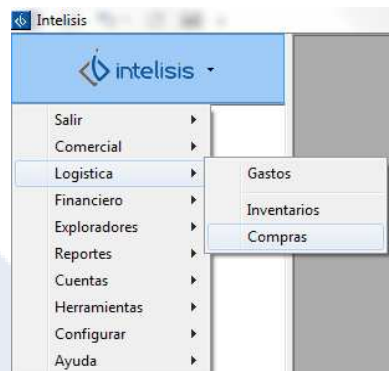 Intelisis
intelisis
Salir
Comercial
Logistica
Financiero
Exploradores
Reportes
Cuentas
Herramientas
Configurar
Ayuda
Gastos
Inventarios
Compras